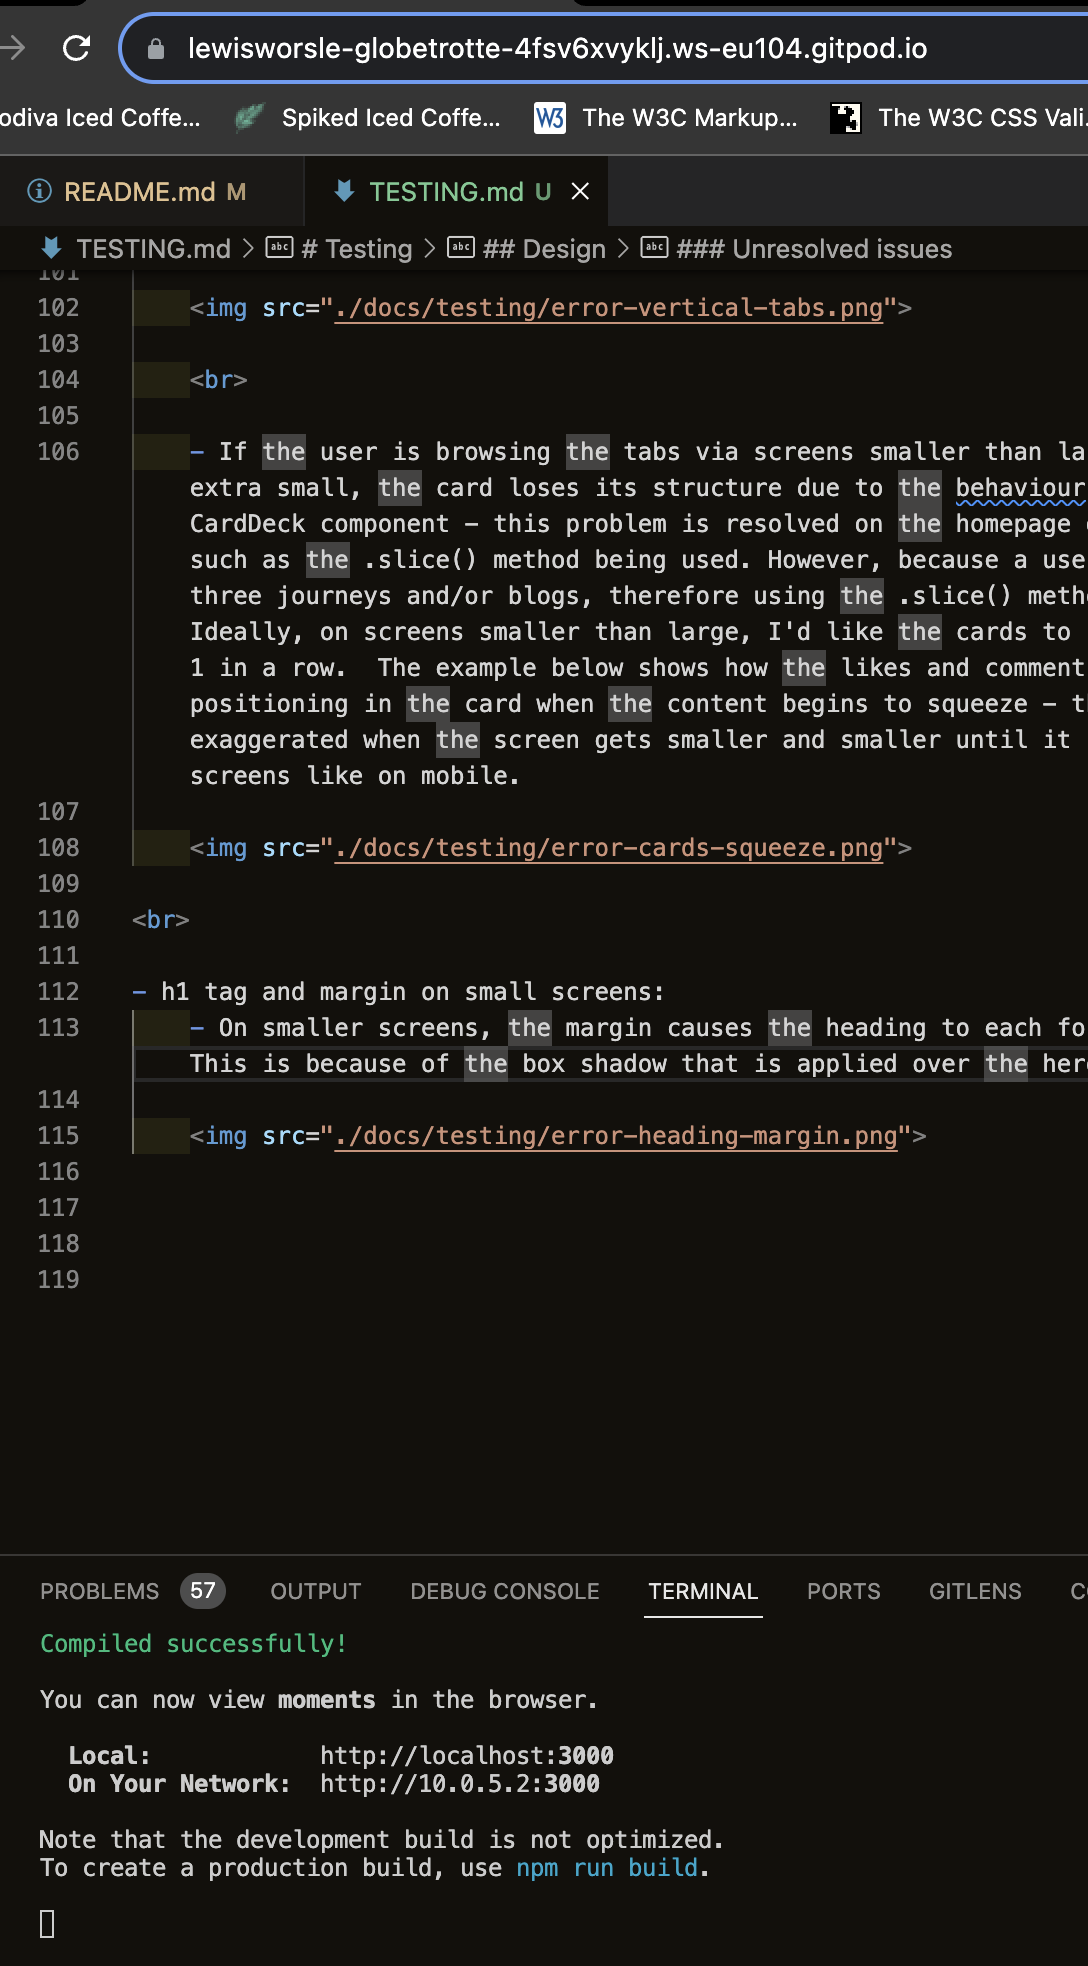 lewisworsle-globetrotte-4fsv6xvyklj.ws-eu104.gitpod.io
odiva Iced Coffe... Spiked Iced Coffe... W3 The W3C Markup... The W3C CSS Vali
README.md M TESTING.md U
TESTING.md > abc # Testing > abc ## Design > abc ### Unresolved issues
101
102 <img src="./docs/testing/error-vertical-tabs.png">
103
104 <br>
105
106 - If the user is browsing the tabs via screens smaller than la
extra small, the card loses its structure due to the behaviour
CardDeck component - this problem is resolved on the homepage
such as the .slice() method being used. However, because a use
three journeys and/or blogs, therefore using the .slice() meth
Ideally, on screens smaller than large, I'd like the cards to
1 in a row.  The example below shows how the likes and comment
positioning in the card when the content begins to squeeze - t
exaggerated when the screen gets smaller and smaller until it
screens like on mobile.
107
108 <img src="./docs/testing/error-cards-squeeze.png">
109
110 <br>
111
112 - h1 tag and margin on small screens:
113 - On smaller screens, the margin causes the heading to each fo
This is because of the box shadow that is applied over the her
114
115 <img src="./docs/testing/error-heading-margin.png">
116
117
118
119
PROBLEMS 57 OUTPUT DEBUG CONSOLE TERMINAL PORTS GITLENS CO
Compiled successfully!
You can now view moments in the browser.
Local: http://localhost:3000
On Your Network: http://10.0.5.2:3000
Note that the development build is not optimized.
To create a production build, use npm run build.